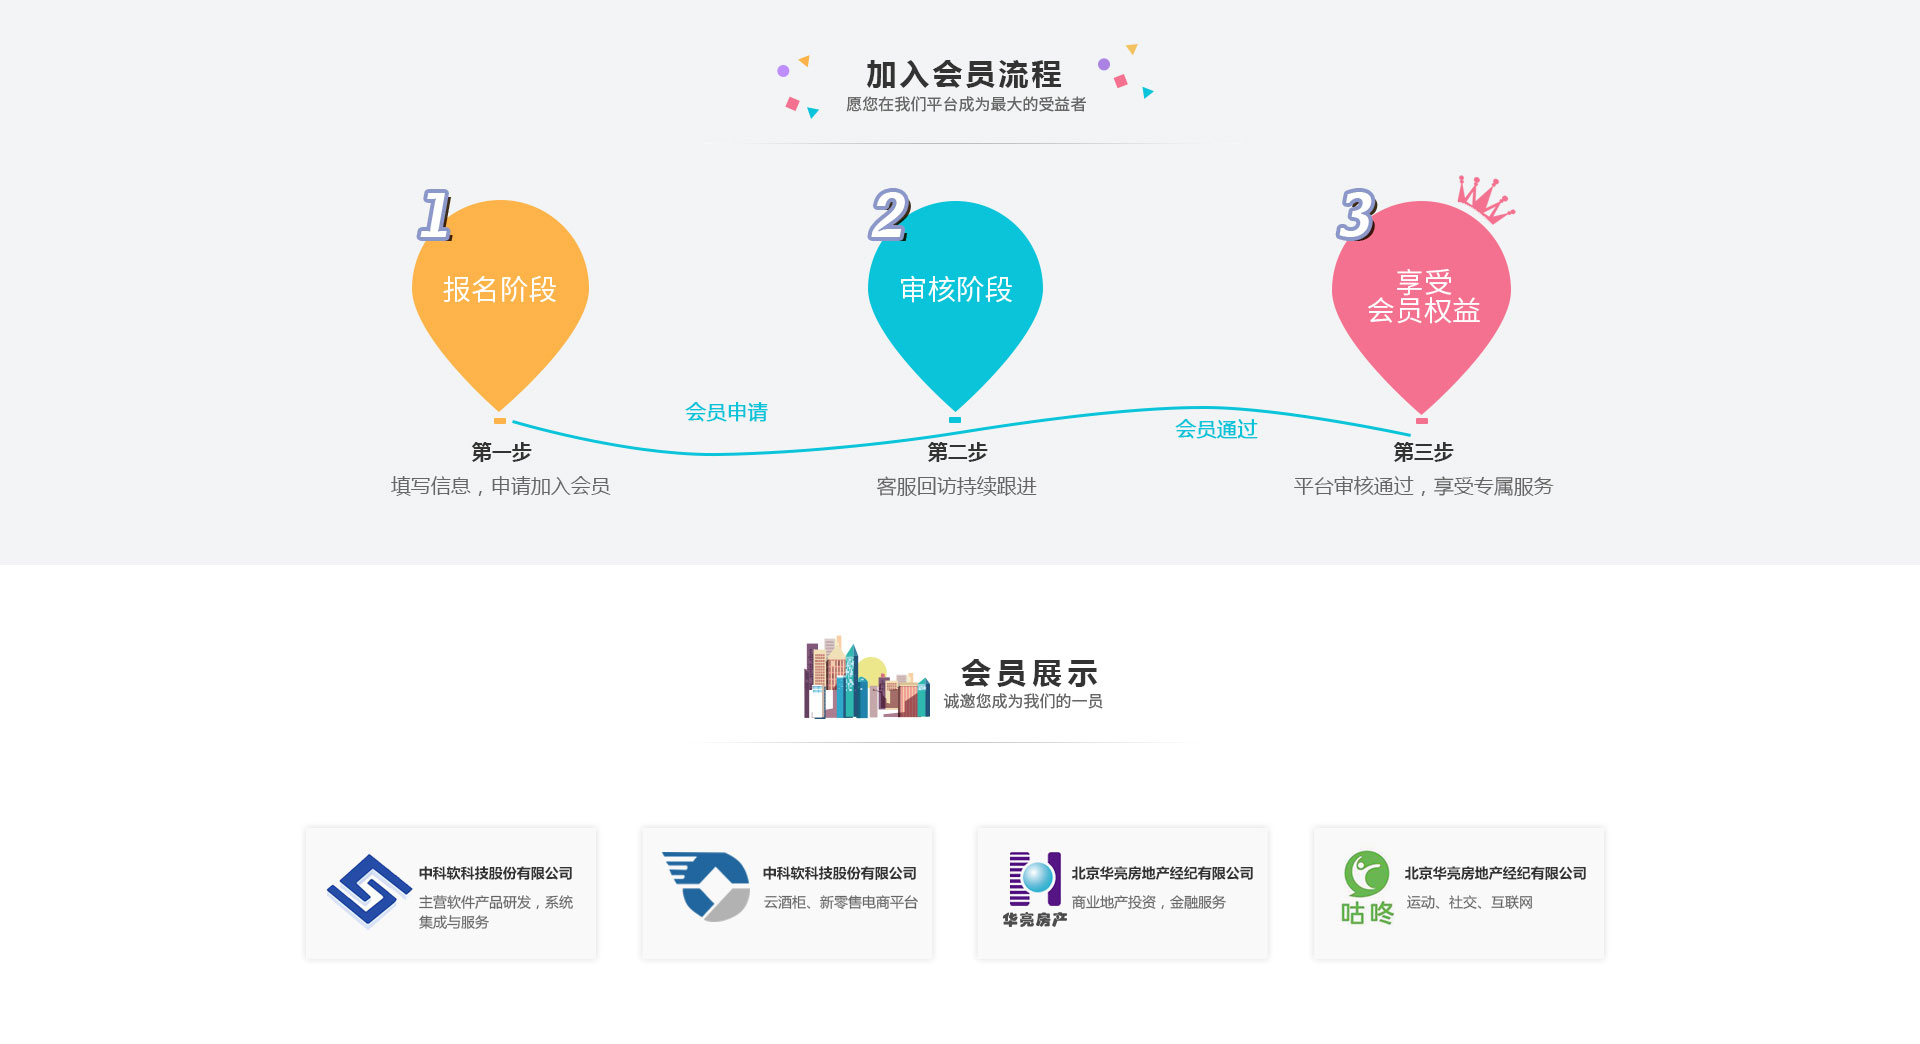 加入会员流程
愿您在我们平台成为最大的受益者
1
2
3
报名阶段
审核阶段
享受
会员权益
会员申请
会员通过
第一步
第二步
第三步
填写信息，申请加入会员
客服回访持续跟进
平台审核通过，享受专属服务
会员展示
诚邀您成为我们的一员
中科软科技股份有限公司
主营软件产品研发，系统
集成与服务
中科软科技股份有限公司
云酒柜、新零售电商平台
华亮房产
北京华亮房地产经纪有限公司
商业地产投资，金融服务
咕咚
北京华亮房地产经纪有限公司
运动、社交、互联网